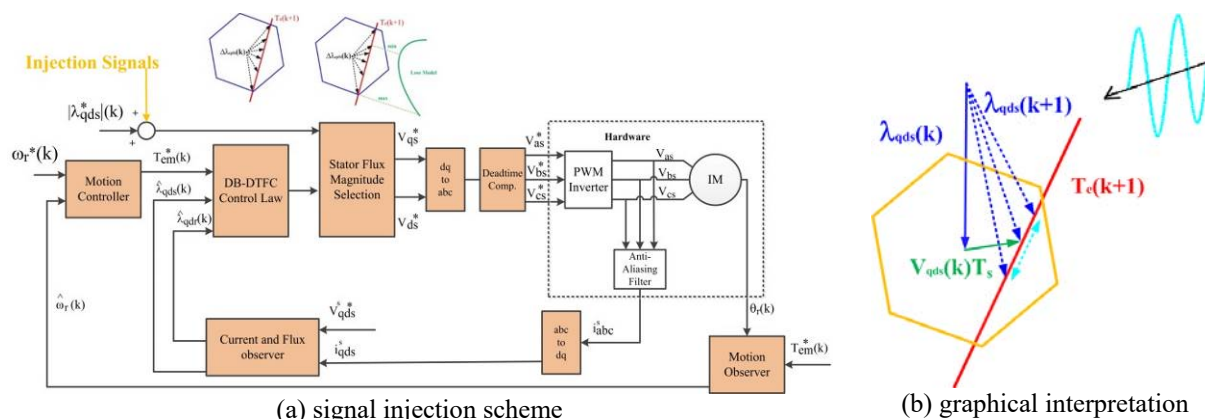 Tₑ(k+1)
Δλqds(k)
Tₑ(k+1)
Δλqds(k)
min
Loss Model
max
Injection Signals
+
+
|λ*qds|(k)
ωr*(k)
Motion
Controller
T*em(k)
λ̂qds(k)
λ̂qdr(k)
DB-DTFC
Control Law
Stator Flux
Magnitude
Selection
V*qs
V*ds
dq
to
abc
Deadtime
Comp.
V*as
V*bs
V*cs
Hardware
PWM
Inverter
Vas
Vbs
Vcs
IM
Anti-
Aliasing
Filter
θr(k)
ω̂r(k)
Current and Flux
observer
Vˢqds*
iˢqds
abc
to
dq
iˢabc
Motion
Observer
T*em(k)
(a) signal injection scheme
λqds(k+1)
λqds(k)
Tₑ(k+1)
Vqds(k)Tₛ
(b) graphical interpretation